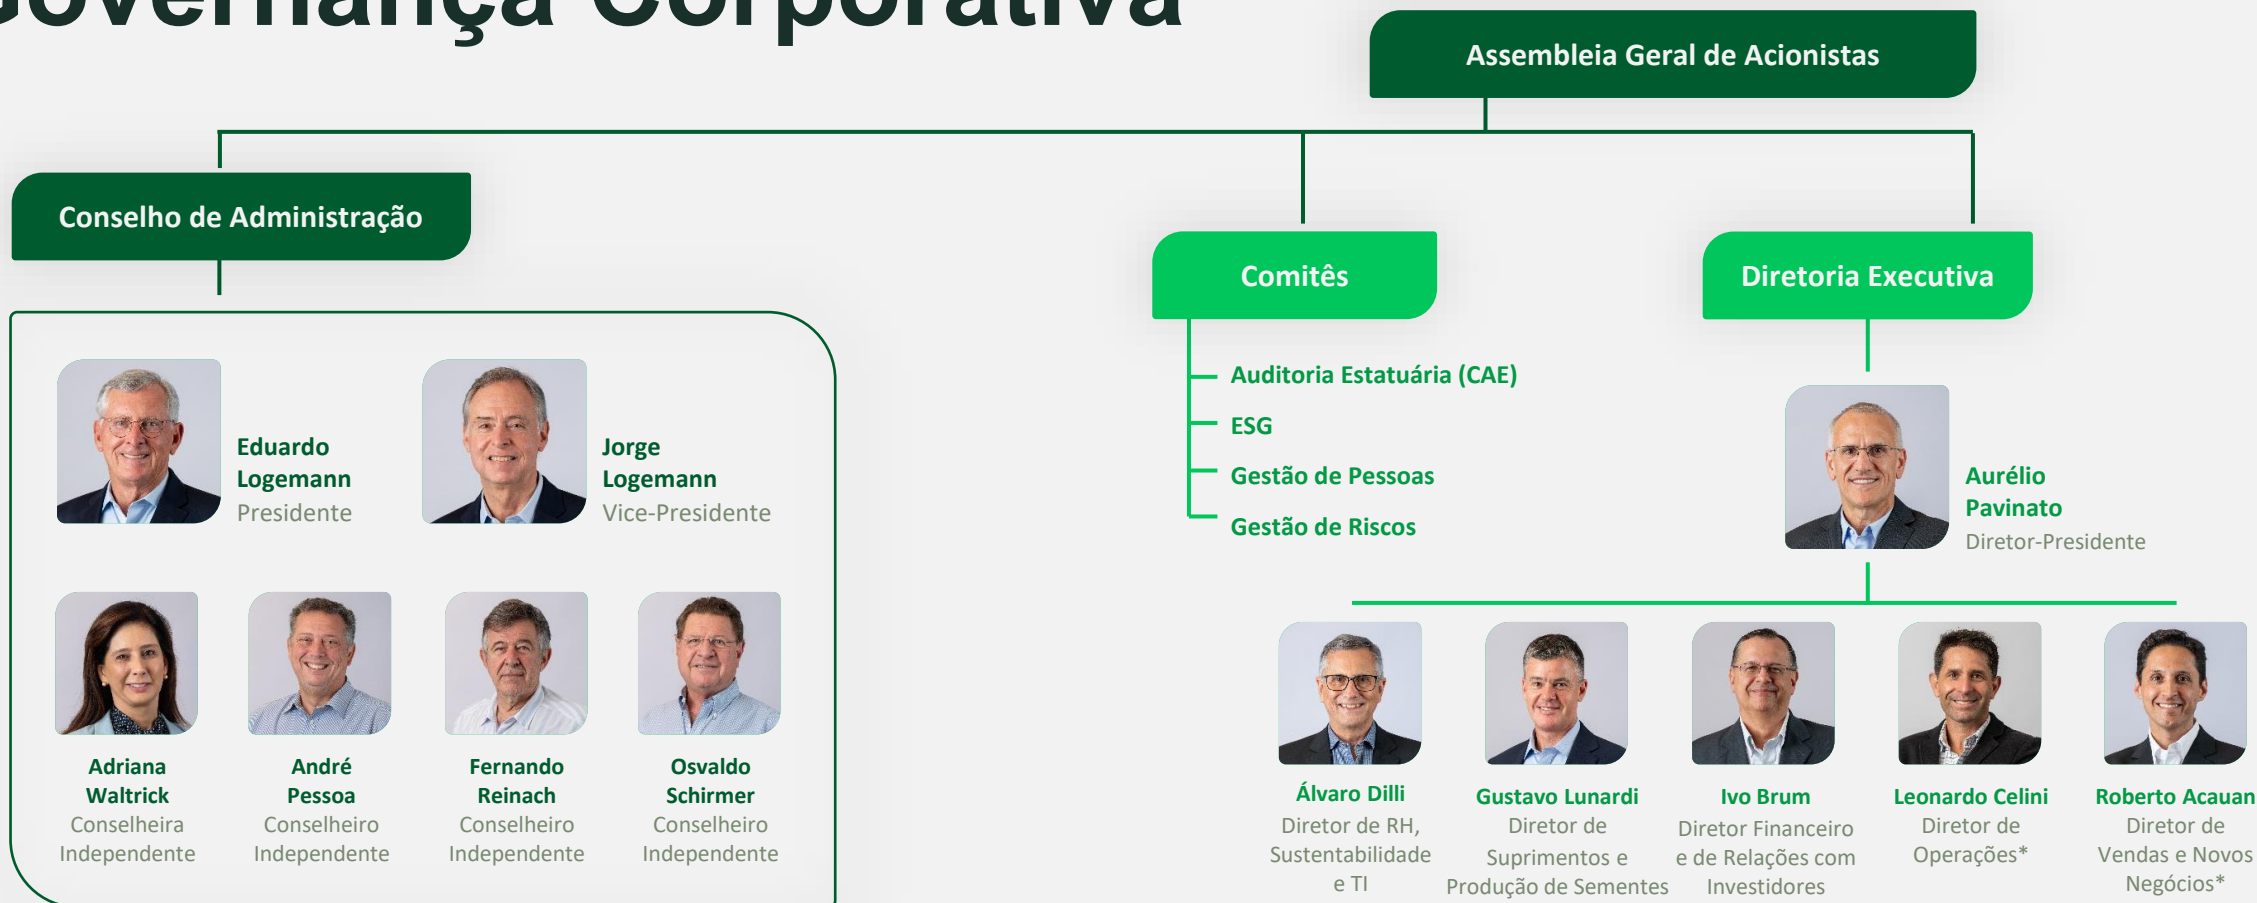 Governança Corporativa
Assembleia Geral de Acionistas
Conselho de Administração
Eduardo
Logemann
Presidente
Jorge
Logemann
Vice-Presidente
Adriana
Waltrick
Conselheira
Independente
André
Pessoa
Conselheiro
Independente
Fernando
Reinach
Conselheiro
Independente
Osvaldo
Schirmer
Conselheiro
Independente
Comitês
Auditoria Estatuária (CAE)
ESG
Gestão de Pessoas
Gestão de Riscos
Diretoria Executiva
Aurélio
Pavinato
Diretor-Presidente
Álvaro Dilli
Diretor de RH,
Sustentabilidade
e TI
Gustavo Lunardi
Diretor de
Suprimentos e
Produção de Sementes
Ivo Brum
Diretor Financeiro
e de Relações com
Investidores
Leonardo Celini
Diretor de
Operações*
Roberto Acauan
Diretor de
Vendas e Novos
Negócios*